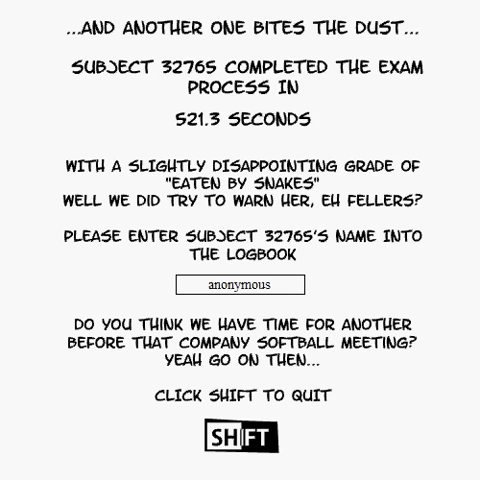 ...AND ANOTHER ONE BITES THE DUST...
SUBJECT 32765 COMPLETED THE EXAM
PROCESS IN
521.3 SECONDS
WITH A SLIGHTLY DISAPPOINTING GRADE OF
"EATEN BY SNAKES"
WELL WE DID TRY TO WARN HER, EH FELLERS?
PLEASE ENTER SUBJECT 32765'S NAME INTO
THE LOGBOOK
anonymous
DO YOU THINK WE HAVE TIME FOR ANOTHER
BEFORE THAT COMPANY SOFTBALL MEETING?
YEAH GO ON THEN...
CLICK SHIFT TO QUIT
SHIFT